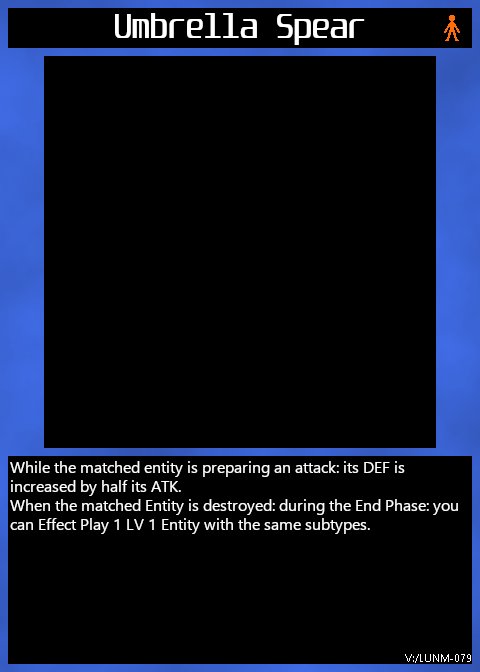 Umbrella Spear
While the matched entity is preparing an attack: its DEF is
increased by half its ATK.
When the matched Entity is destroyed: during the End Phase: you
can Effect Play 1 LV 1 Entity with the same subtypes.
V:/LUNM-079